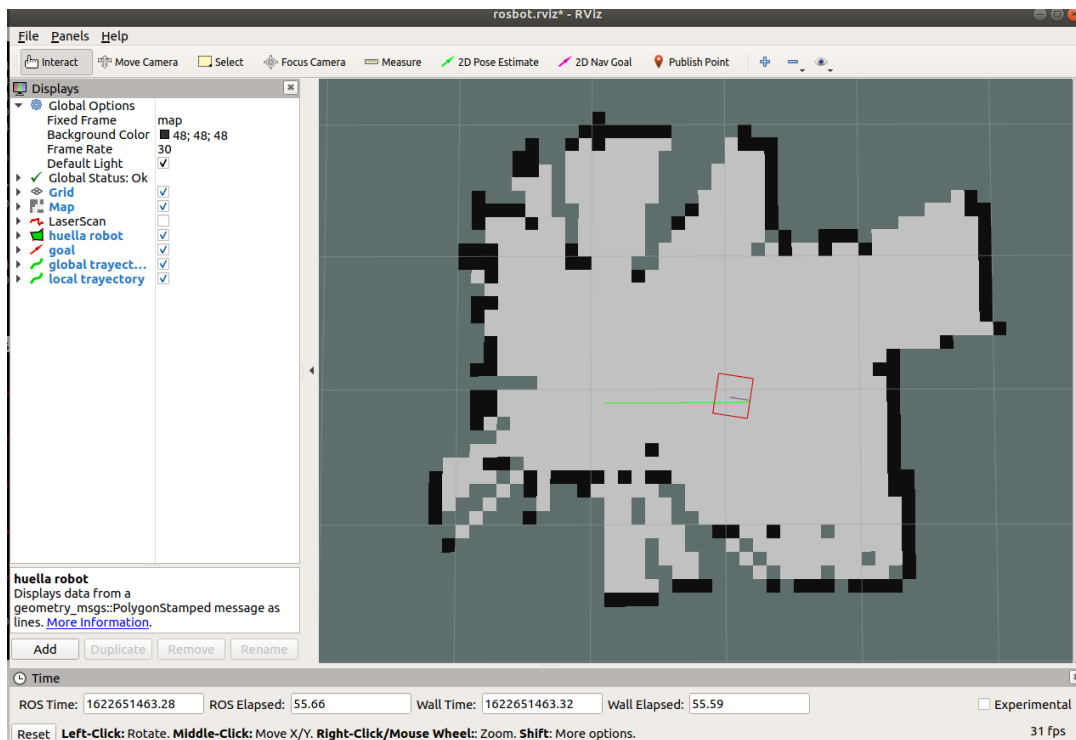 rosbot.rviz* - RViz
File Panels Help
Interact Move Camera Select Focus Camera Measure 2D Pose Estimate 2D Nav Goal Publish Point
Displays
Global Options
Fixed Frame map
Background Color 48; 48; 48
Frame Rate 30
Default Light
Global Status: Ok
Grid
Map
LaserScan
huella robot
goal
global trayect...
local trayectory
huella robot
Displays data from a
geometry_msgs::PolygonStamped message as
lines. More Information.
Add Duplicate Remove Rename
Time
ROS Time: 1622651463.28 ROS Elapsed: 55.66 Wall Time: 1622651463.32 Wall Elapsed: 55.59 Experimental
Reset Left-Click: Rotate. Middle-Click: Move X/Y. Right-Click/Mouse Wheel:: Zoom. Shift: More options. 31 fps